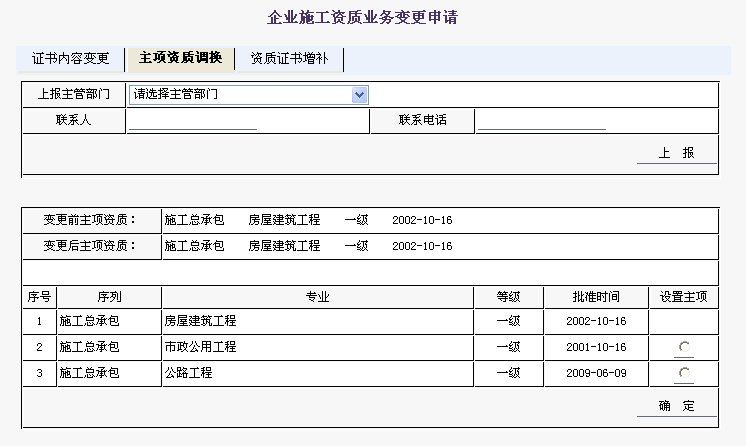 企业施工资质业务变更申请
证书内容变更 主项资质调换 资质证书增补
上报主管部门 请选择主管部门
联系人 联系电话
上 报
变更前主项资质： 施工总承包 房屋建筑工程 一级 2002-10-16
变更后主项资质： 施工总承包 房屋建筑工程 一级 2002-10-16
序号 序列 专业 等级 批准时间 设置主项
1 施工总承包 房屋建筑工程 一级 2002-10-16
2 施工总承包 市政公用工程 一级 2001-10-16
3 施工总承包 公路工程 一级 2009-06-09
确 定